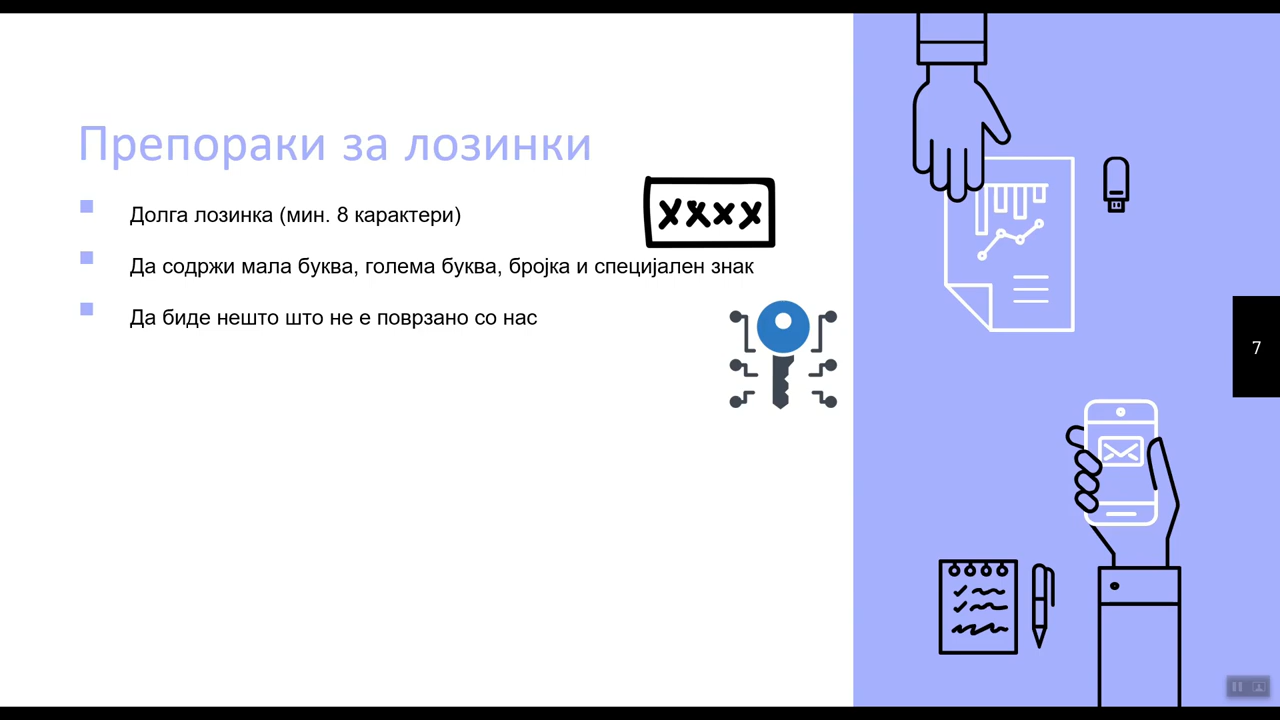 Препораки за лозинки
Долга лозинка (мин. 8 карактери)
xxxx
Да содржи мала буква, голема буква, бројка и специјален знак
Да биде нешто што не е поврзано со нас
7